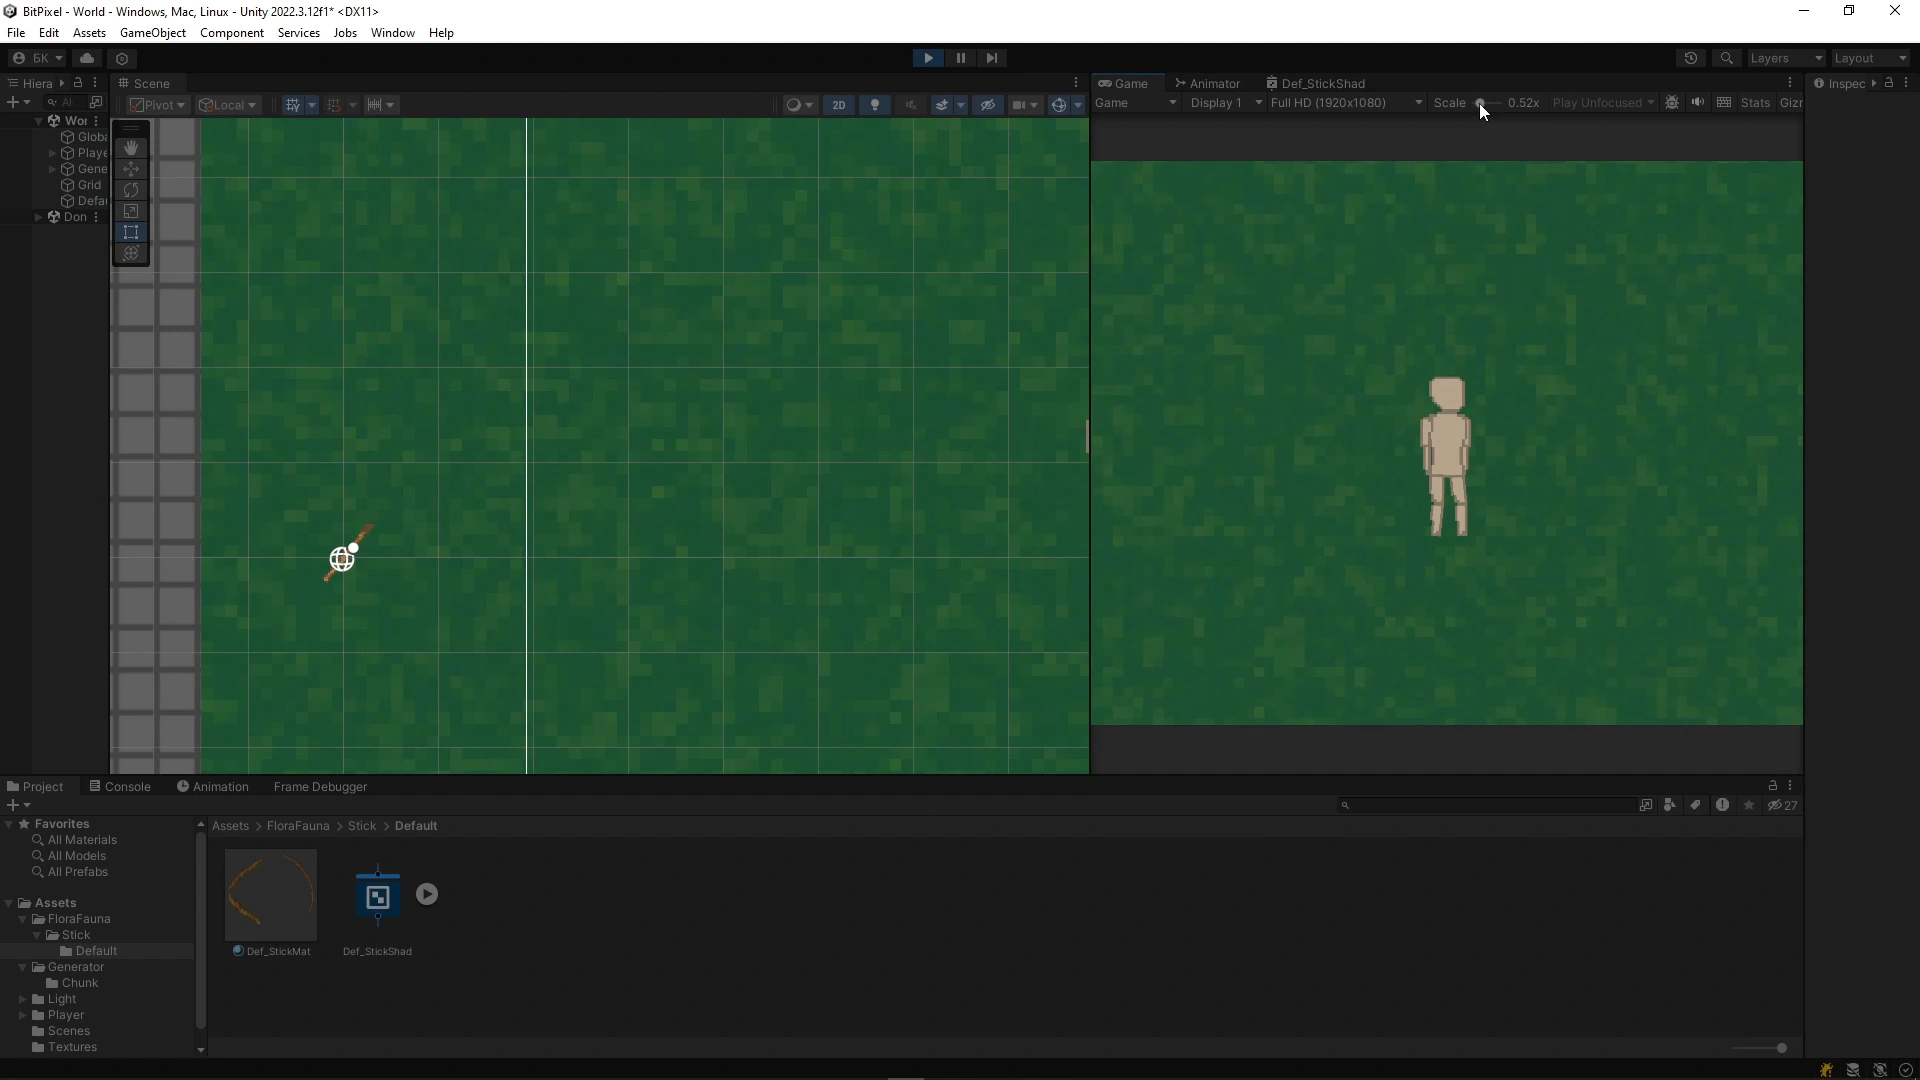 BitPixel - World - Windows, Mac, Linux - Unity 2022.3.12f1* <DX11>
File Edit Assets GameObject Component Services Jobs Window Help
БК Layers Layout
Hiera Scene Game Animator Def_StickShad Inspec
All Pivot Local 2D Game Display 1 Full HD (1920x1080) Scale 0.52x Play Unfocused Stats Giz
Wor
Globa
Playe
Gene
Grid
Defau
Don
Project Console Animation Frame Debugger
27
Favorites
All Materials
All Models
All Prefabs
Assets
FloraFauna
Stick
Default
Generator
Chunk
Light
Player
Scenes
Textures
Assets > FloraFauna > Stick > Default
Def_StickMat Def_StickShad